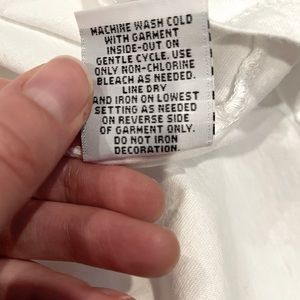 MACHINE WASH COLD
WITH GARMENT
INSIDE-OUT ON
GENTLE CYCLE. USE
ONLY NON-CHLORINE
BLEACH AS NEEDED.
LINE DRY
AND IRON ON LOWEST
SETTING AS NEEDED
ON REVERSE SIDE
OF GARMENT ONLY.
DO NOT IRON
DECORATION.